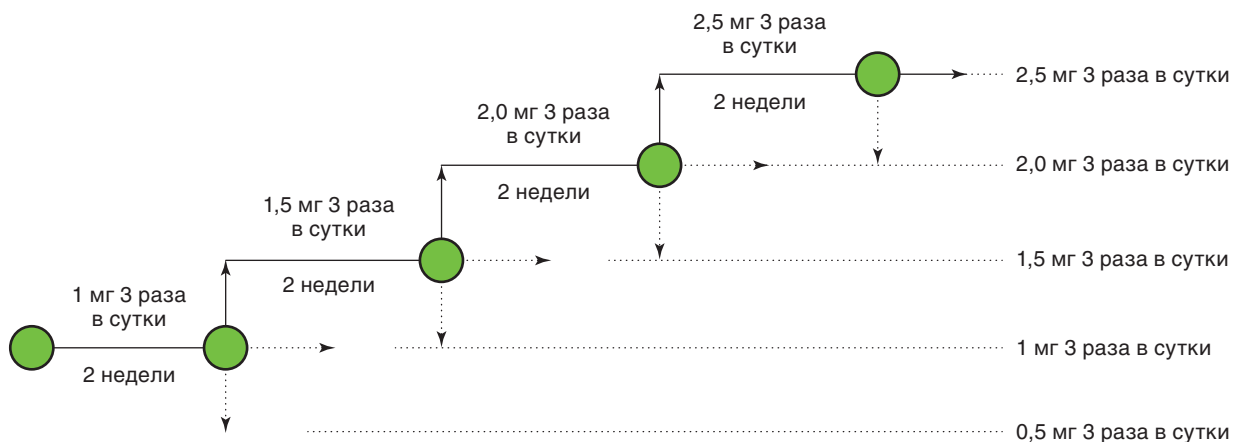 2,5 мг 3 раза
в сутки
2 недели
2,5 мг 3 раза в сутки
2,0 мг 3 раза
в сутки
2 недели
2,0 мг 3 раза в сутки
1,5 мг 3 раза
в сутки
2 недели
1,5 мг 3 раза в сутки
1 мг 3 раза
в сутки
2 недели
1 мг 3 раза в сутки
0,5 мг 3 раза в сутки